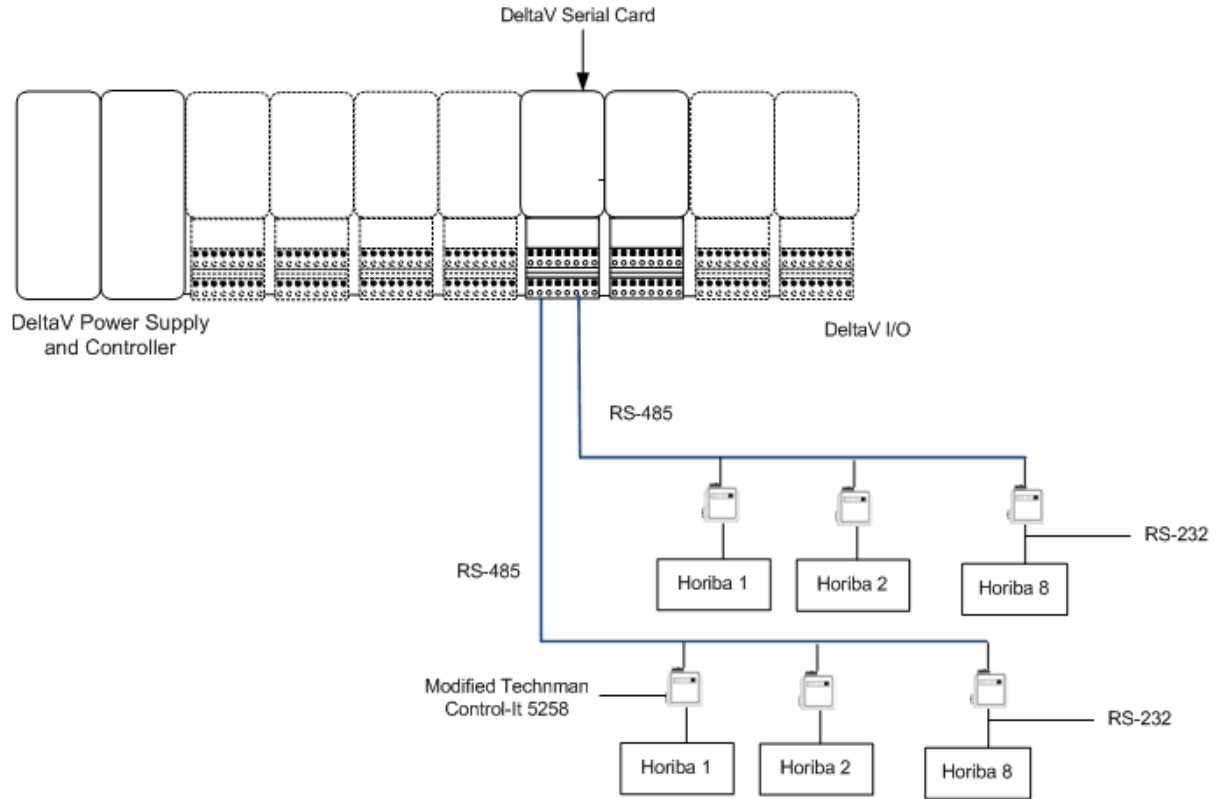 DeltaV Serial Card
DeltaV Power Supply
and Controller
DeltaV I/O
RS-485
RS-232
Horiba 1
Horiba 2
Horiba 8
RS-485
Modified Technman
Control-It 5258
RS-232
Horiba 1
Horiba 2
Horiba 8